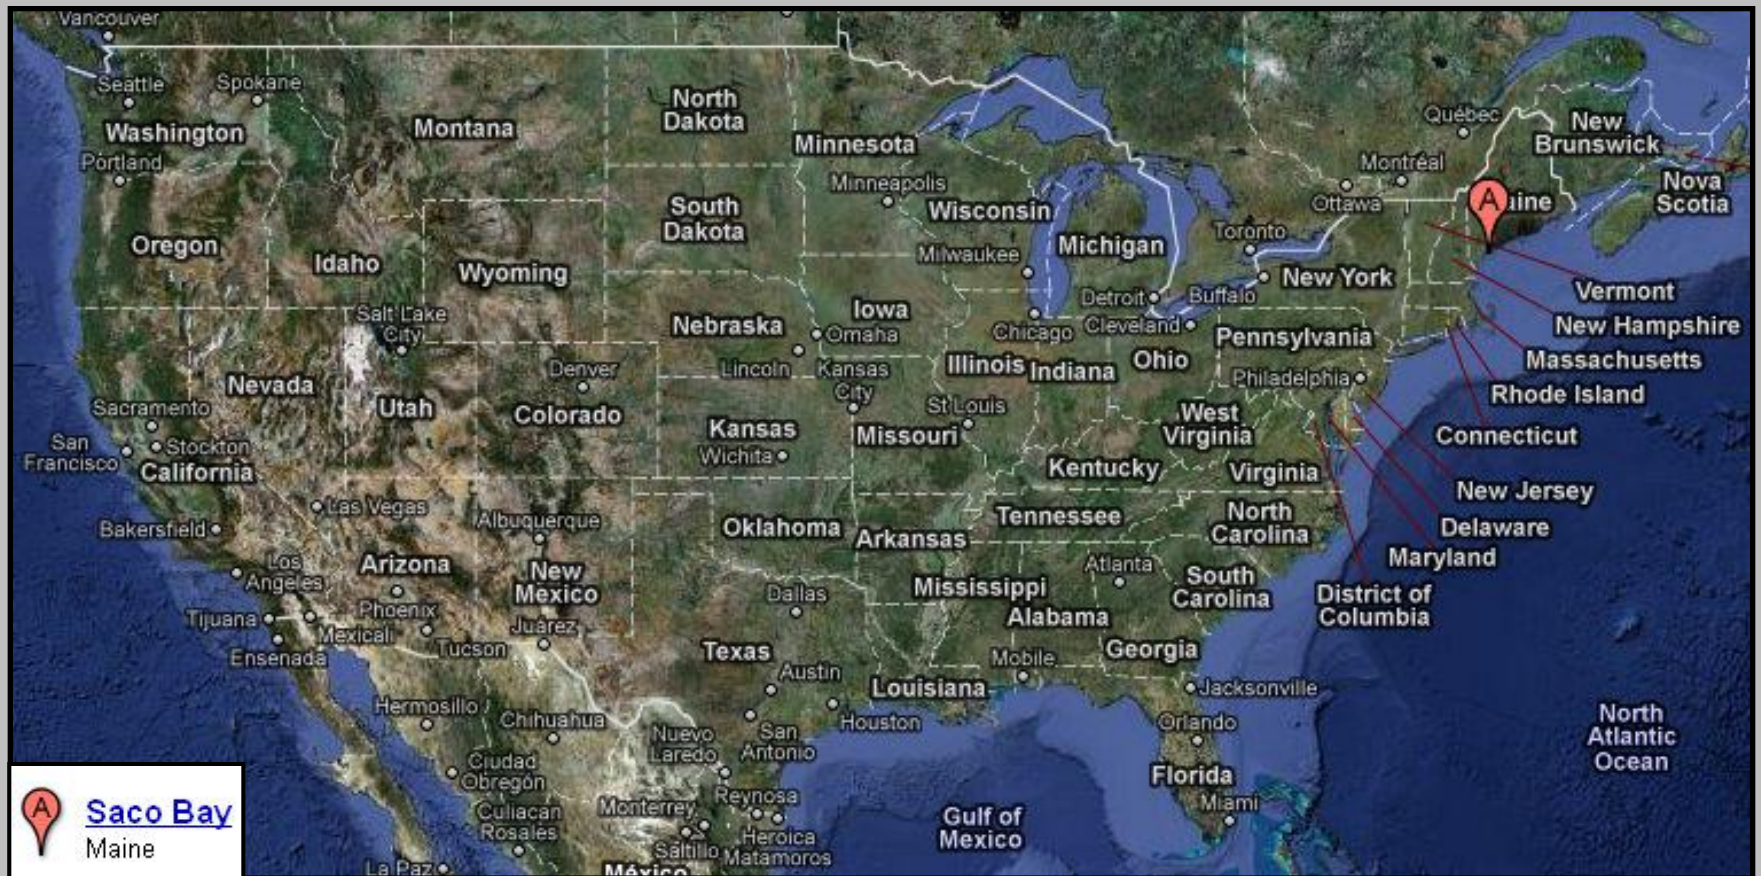 Vancouver
Seattle
Spokane
Washington
Portland
Montana
North
Dakota
Minnesota
Minneapolis
Québec
New
Brunswick
Montréal
Ottawa
Nova
Scotia
A
aine
Oregon
Idaho
Wyoming
South
Dakota
Wisconsin
Milwaukee
Michigan
Toronto
New York
Detroit
Buffalo
Vermont
New Hampshire
Massachusetts
Rhode Island
Connecticut
Salt Lake
City
Nebraska
Iowa
Omaha
Chicago
Cleveland
Pennsylvania
Lincoln
Kansas
City
Illinois
Indiana
Ohio
Philadelphia
Nevada
Utah
Denver
Colorado
Sacramento
Stockton
San
Francisco
California
Kansas
Wichita
St Louis
Missouri
West
Virginia
Kentucky
Virginia
New Jersey
Delaware
Maryland
District of
Columbia
Las Vegas
Bakersfield
Albuquerque
Oklahoma
Arkansas
Tennessee
North
Carolina
Los
Angeles
Arizona
Phoenix
New
Mexico
Dallas
Mississippi
Atlanta
Alabama
South
Carolina
Tijuana
Mexicali
Ensenada
Tucson
Juárez
Texas
Austin
Mobile
Georgia
Louisiana
Jacksonville
Hermosillo
Chihuahua
Nuevo
Laredo
San
Antonio
Houston
Orlando
North
Atlantic
Ocean
Ciudad
Obregón
Florida
Miami
Culiacan
Rosales
Monterrey
Reynosa
Gulf of
Mexico
Saltillo
Heroica
Matamoros
La Paz
México
A
Saco Bay
Maine